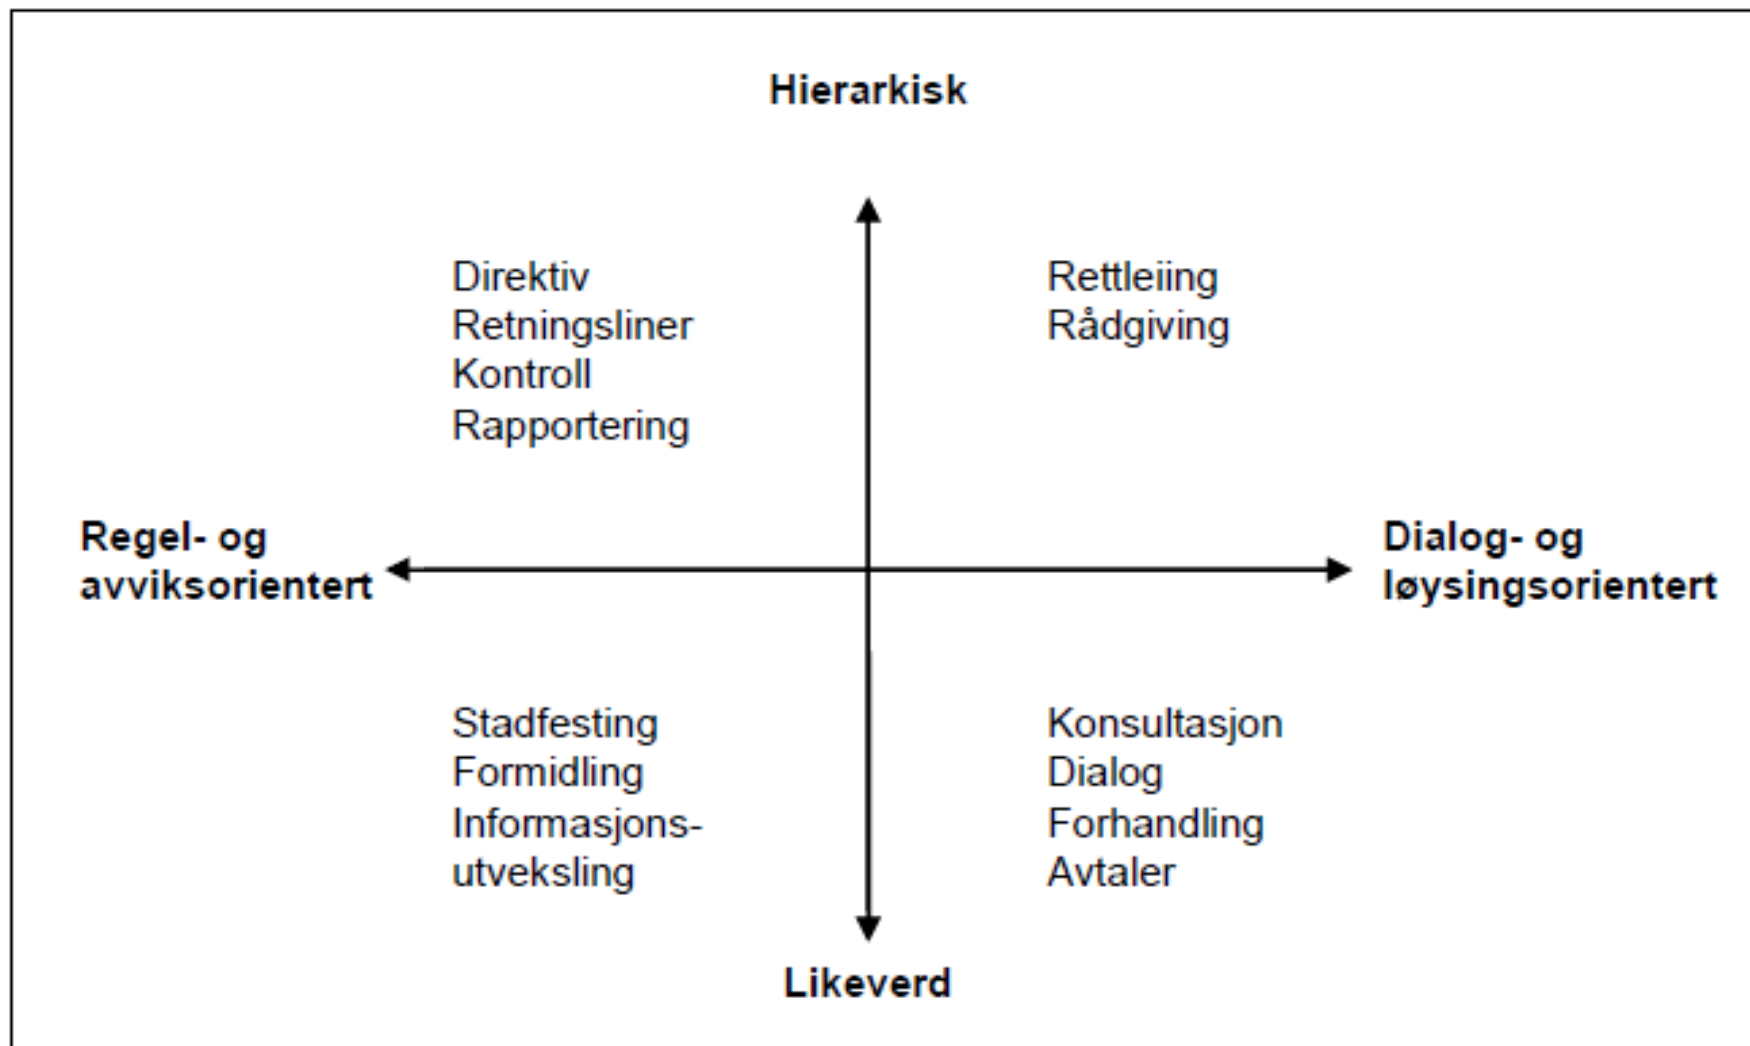 Hierarkisk
Direktiv
Retningsliner
Kontroll
Rapportering
Rettleiing
Rådgiving
Regel- og
avviksorientert
Dialog- og
løysingsorientert
Stadfesting
Formidling
Informasjons-
utveksling
Konsultasjon
Dialog
Forhandling
Avtaler
Likeverd